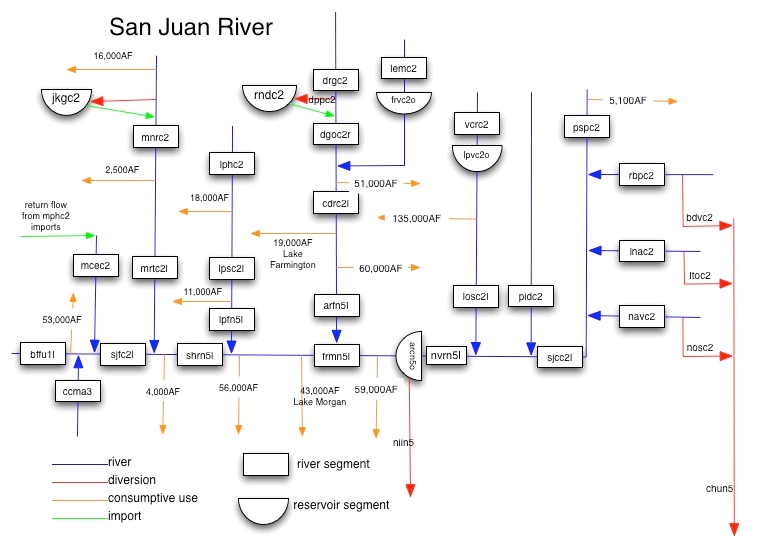 San Juan River
16,000AF
jkgc2
mnrc2
2,500AF
return flow
from mphc2
imports
mcec2
mrtc2l
53,000AF
bffu1l
sjfc2l
ccma3
lphc2
18,000AF
lpsc2l
11,000AF
lpfn5l
shrn5l
4,000AF
56,000AF
drgc2
rndc2
dppc2
dgoc2r
lemc2
frvc2o
51,000AF
cdrc2l
135,000AF
19,000AF
Lake
Farmington
60,000AF
arfn5l
frmn5l
43,000AF
Lake Morgan
59,000AF
arcn5o
nvrn5l
niin5
vcrc2
lpvc2o
losc2l
pidc2
sjcc2l
pspc2
5,100AF
rbpc2
bdvc2
lnac2
ltoc2
navc2
nosc2
chun5
river
diversion
consumptive use
import
river segment
reservoir segment